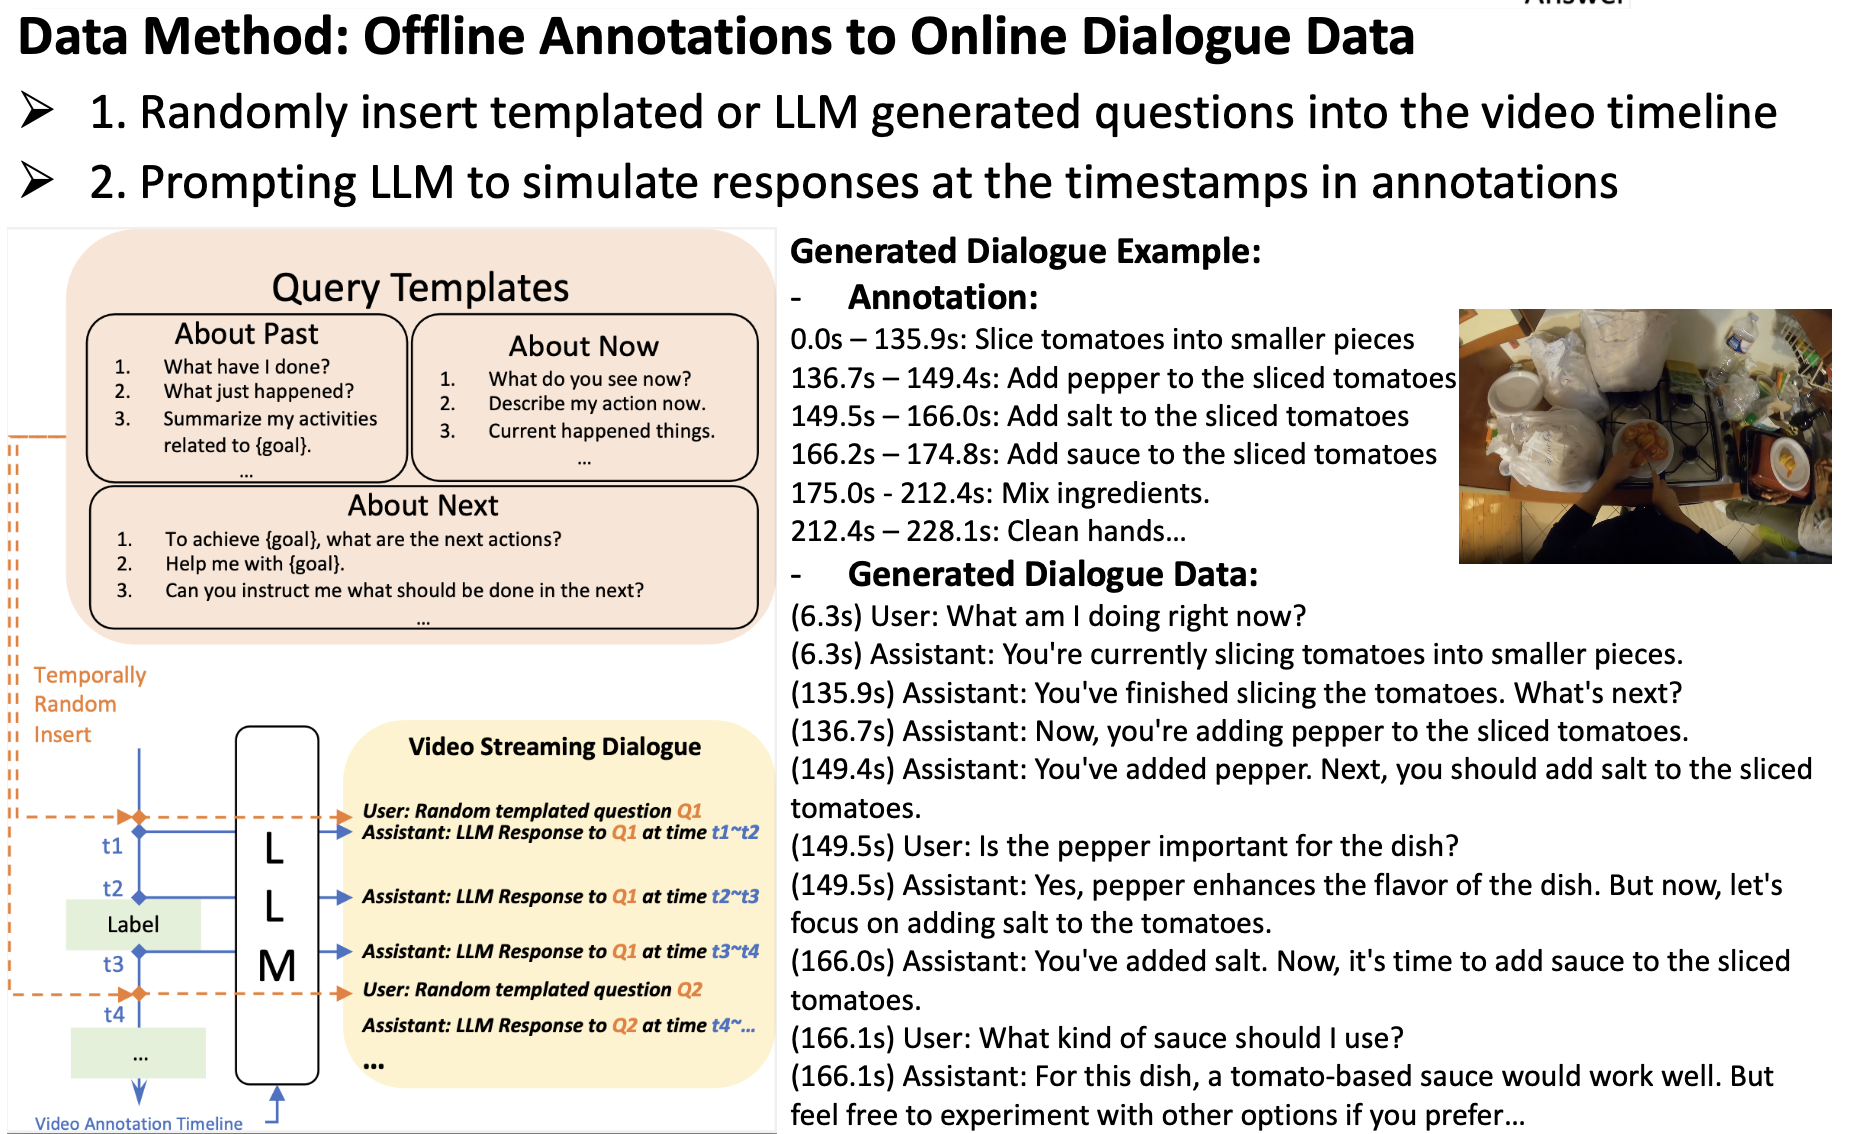 Data Method: Offline Annotations to Online Dialogue Data
➢ 1. Randomly insert templated or LLM generated questions into the video timeline
➢ 2. Prompting LLM to simulate responses at the timestamps in annotations
Query Templates
About Past
1. What have I done?
2. What just happened?
3. Summarize my activities
related to {goal}.
...
About Now
1. What do you see now?
2. Describe my action now.
3. Current happened things.
...
About Next
1. To achieve {goal}, what are the next actions?
2. Help me with {goal}.
3. Can you instruct me what should be done in the next?
...
Temporally
Random
Insert
t1
t2
Label
t3
t4
...
Video Annotation Timeline
L
L
M
Video Streaming Dialogue
User: Random templated question Q1
Assistant: LLM Response to Q1 at time t1~t2
Assistant: LLM Response to Q1 at time t2~t3
Assistant: LLM Response to Q1 at time t3~t4
User: Random templated question Q2
Assistant: LLM Response to Q2 at time t4~...
...
Generated Dialogue Example:
- Annotation:
0.0s – 135.9s: Slice tomatoes into smaller pieces
136.7s – 149.4s: Add pepper to the sliced tomatoes
149.5s – 166.0s: Add salt to the sliced tomatoes
166.2s – 174.8s: Add sauce to the sliced tomatoes
175.0s - 212.4s: Mix ingredients.
212.4s – 228.1s: Clean hands...
- Generated Dialogue Data:
(6.3s) User: What am I doing right now?
(6.3s) Assistant: You're currently slicing tomatoes into smaller pieces.
(135.9s) Assistant: You've finished slicing the tomatoes. What's next?
(136.7s) Assistant: Now, you're adding pepper to the sliced tomatoes.
(149.4s) Assistant: You've added pepper. Next, you should add salt to the sliced
tomatoes.
(149.5s) User: Is the pepper important for the dish?
(149.5s) Assistant: Yes, pepper enhances the flavor of the dish. But now, let's
focus on adding salt to the tomatoes.
(166.0s) Assistant: You've added salt. Now, it's time to add sauce to the sliced
tomatoes.
(166.1s) User: What kind of sauce should I use?
(166.1s) Assistant: For this dish, a tomato-based sauce would work well. But
feel free to experiment with other options if you prefer...